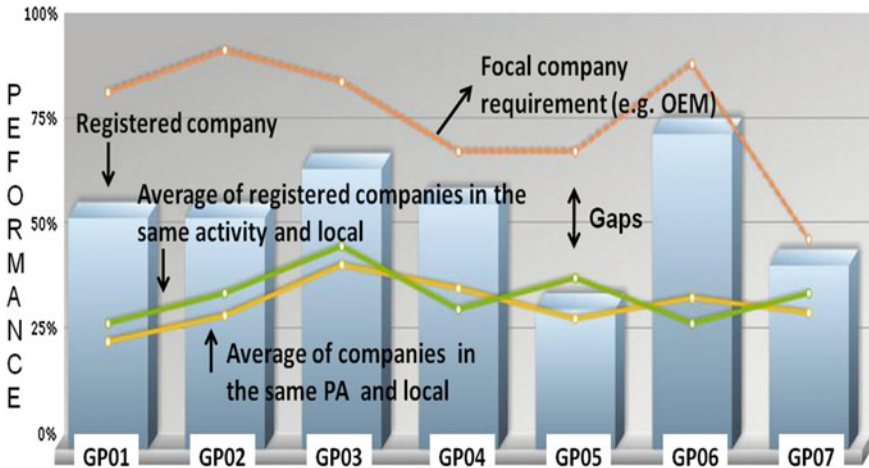 100%
75%
50%
25%
0%
PEFORMANCE
Focal company
requirement (e.g. OEM)
Registered company
Average of registered companies in the
same activity and local
Gaps
Average of companies in
the same PA and local
GP01 GP02 GP03 GP04 GP05 GP06 GP07